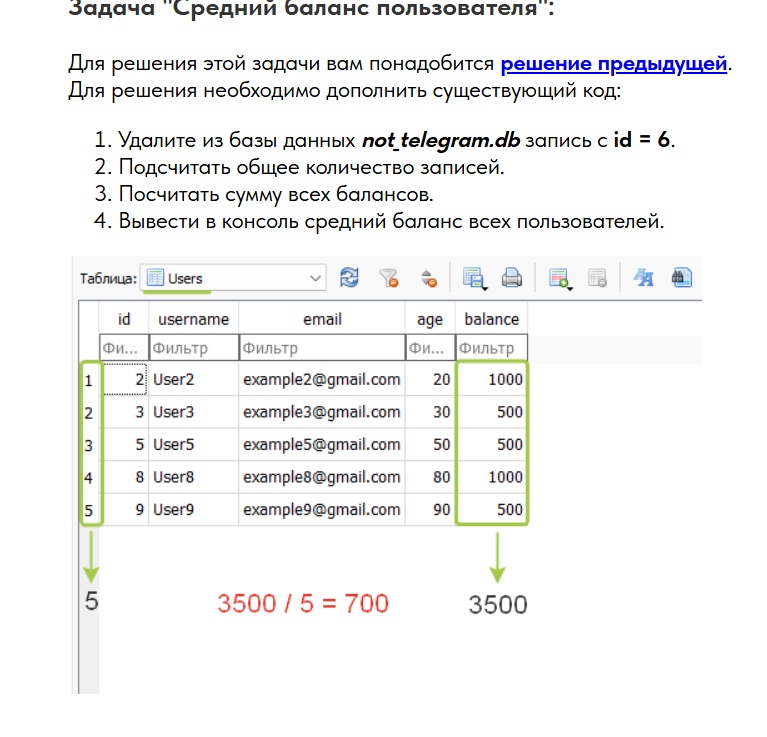 Задача "Средний баланс пользователя":
Для решения этой задачи вам понадобится решение предыдущей.
Для решения необходимо дополнить существующий код:
1. Удалите из базы данных not_telegram.db запись с id = 6.
2. Подсчитать общее количество записей.
3. Посчитать сумму всех балансов.
4. Вывести в консоль средний баланс всех пользователей.
Таблица: Users
id username email age balance
Фи... Фильтр Фильтр Фи... Фильтр
1 2 User2 example2@gmail.com 20 1000
2 3 User3 example3@gmail.com 30 500
3 5 User5 example5@gmail.com 50 500
4 8 User8 example8@gmail.com 80 1000
5 9 User9 example9@gmail.com 90 500
5 3500 / 5 = 700 3500